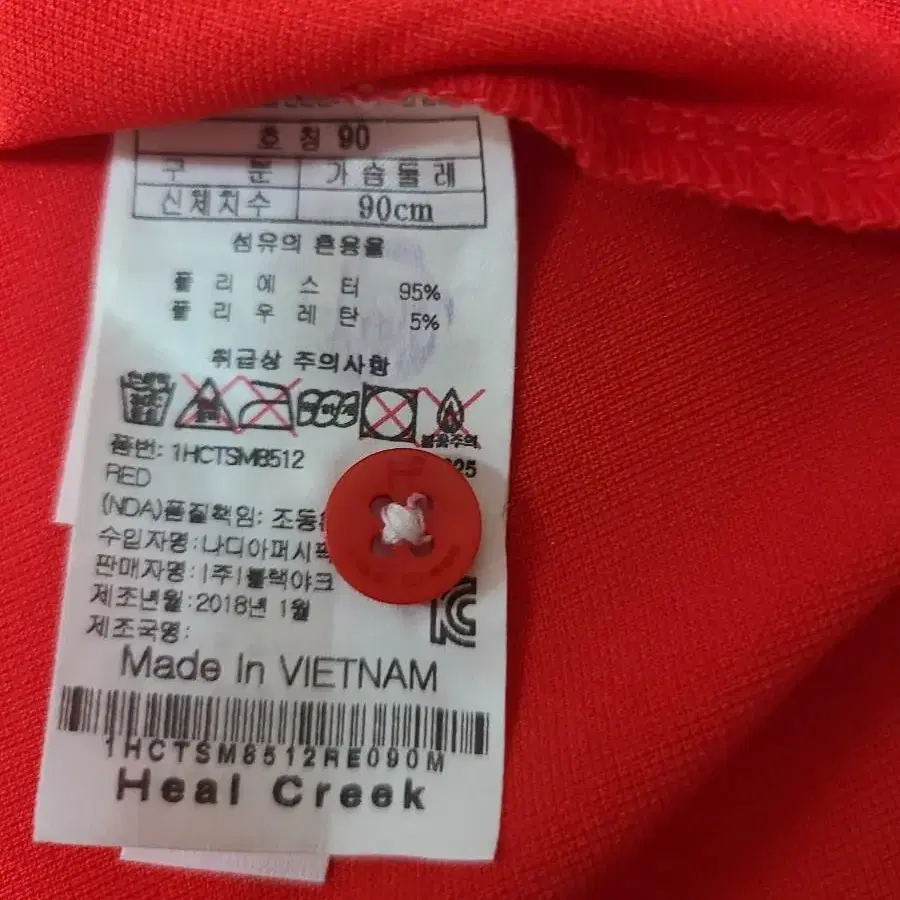 호 칭 90
구 분 가 슴 둘 레
신체치수 90cm
섬유의 혼용율
폴 리 에 스 터 95%
폴 리 우 레 탄 5%
취급상 주의사항
불꽃주의.
품번: 1HCTSM8512 25
RED
(NDA)품질책임: 조동
수입자명:나디아퍼시픽
판매자명:(주)블랙야크
제조년월:2018년 1월
제조국명:
Made In VIETNAM
1HCTSM8512RE090M
Heal Creek